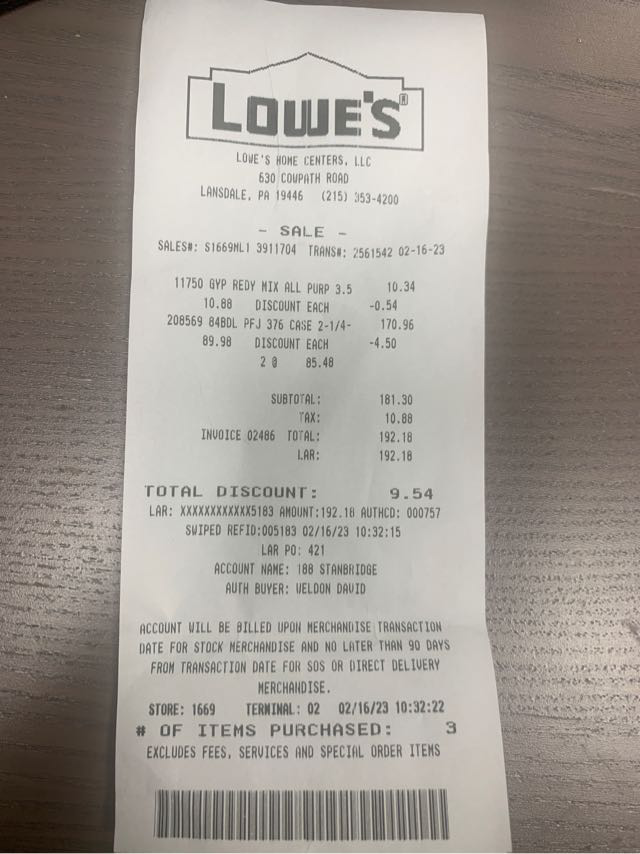 LOWE'S®
LOWE'S HOME CENTERS, LLC
630 COWPATH ROAD
LANSDALE, PA 19446 (215) 353-4200
- SALE -
SALES#: S1669ML1 3911704 TRANS#: 2561542 02-16-23
11750 GYP REDY MIX ALL PURP 3.5 10.34
10.88 DISCOUNT EACH -0.54
208569 84BDL PFJ 376 CASE 2-1/4- 170.96
89.98 DISCOUNT EACH -4.50
2 @ 85.48
SUBTOTAL: 181.30
TAX: 10.88
INVOICE 02486 TOTAL: 192.18
LAR: 192.18
TOTAL DISCOUNT: 9.54
LAR: XXXXXXXXXXXX5183 AMOUNT:192.18 AUTHCD: 000757
SWIPED REFID:005183 02/16/23 10:32:15
LAR PO: 421
ACCOUNT NAME: 188 STANBRIDGE
AUTH BUYER: WELDON DAVID
ACCOUNT WILL BE BILLED UPON MERCHANDISE TRANSACTION
DATE FOR STOCK MERCHANDISE AND NO LATER THAN 90 DAYS
FROM TRANSACTION DATE FOR SOS OR DIRECT DELIVERY
MERCHANDISE.
STORE: 1669 TERMINAL: 02 02/16/23 10:32:22
# OF ITEMS PURCHASED: 3
EXCLUDES FEES, SERVICES AND SPECIAL ORDER ITEMS